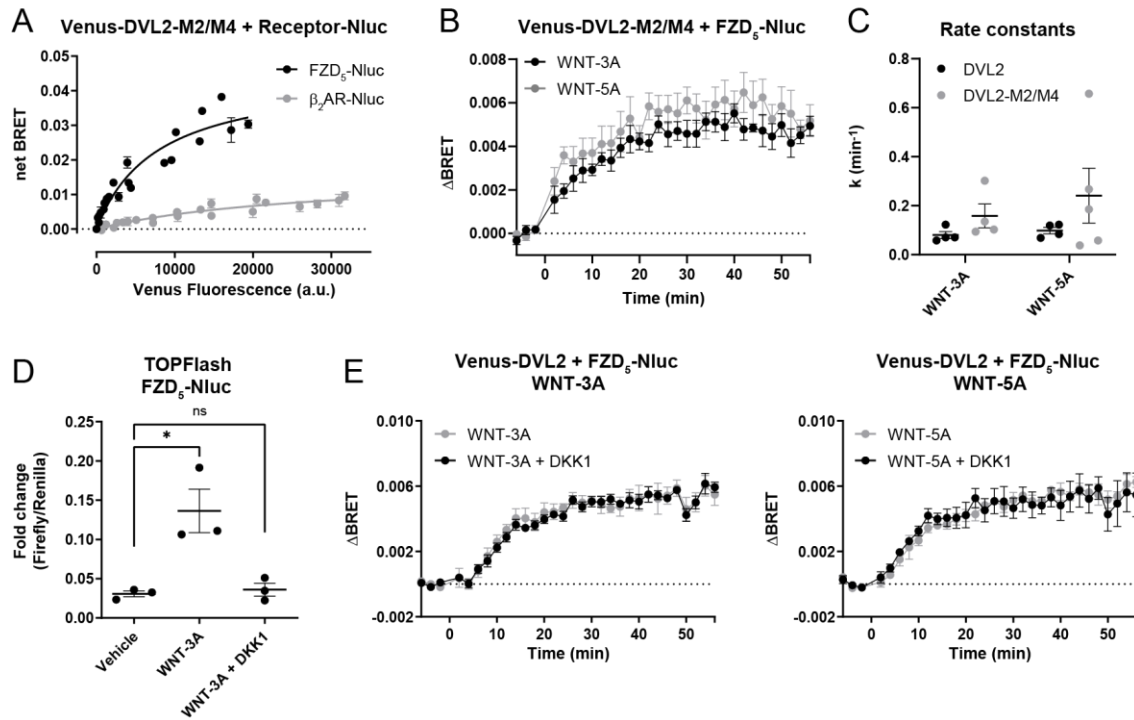 A
Venus-DVL2-M2/M4 + Receptor-Nluc
net BRET
0.05
0.04
0.03
0.02
0.01
0.00
FZD₅-Nluc
β₂AR-Nluc
0 10000 20000 30000
Venus Fluorescence (a.u.)
B
Venus-DVL2-M2/M4 + FZD₅-Nluc
ΔBRET
0.008
0.006
0.004
0.002
0.000
WNT-3A
WNT-5A
0 10 20 30 40 50
Time (min)
C
Rate constants
k (min⁻¹)
0.8
0.6
0.4
0.2
0.0
DVL2
DVL2-M2/M4
WNT-3A
WNT-5A
D
TOPFlash
FZD₅-Nluc
Fold change
(Firefly/Renilla)
0.25
0.20
0.15
0.10
0.05
0.00
ns
*
Vehicle
WNT-3A
WNT-3A + DKK1
E
Venus-DVL2 + FZD₅-Nluc
WNT-3A
ΔBRET
0.010
0.006
0.002
-0.002
WNT-3A
WNT-3A + DKK1
0 10 20 30 40 50
Time (min)
Venus-DVL2 + FZD₅-Nluc
WNT-5A
ΔBRET
0.010
0.006
0.002
-0.002
WNT-5A
WNT-5A + DKK1
0 10 20 30 40 50
Time (min)